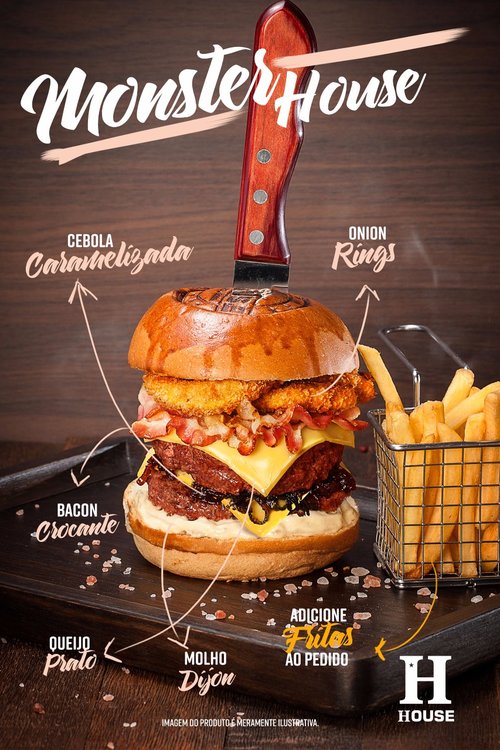 Monster House
CEBOLA
Caramelizada
ONION
Rings
BACON
Crocante
QUEIJO
Prato
MOLHO
Dijon
ADICIONE
Fritas
AO PEDIDO
H
HOUSE
IMAGEM DO PRODUTO É MERAMENTE ILUSTRATIVA.